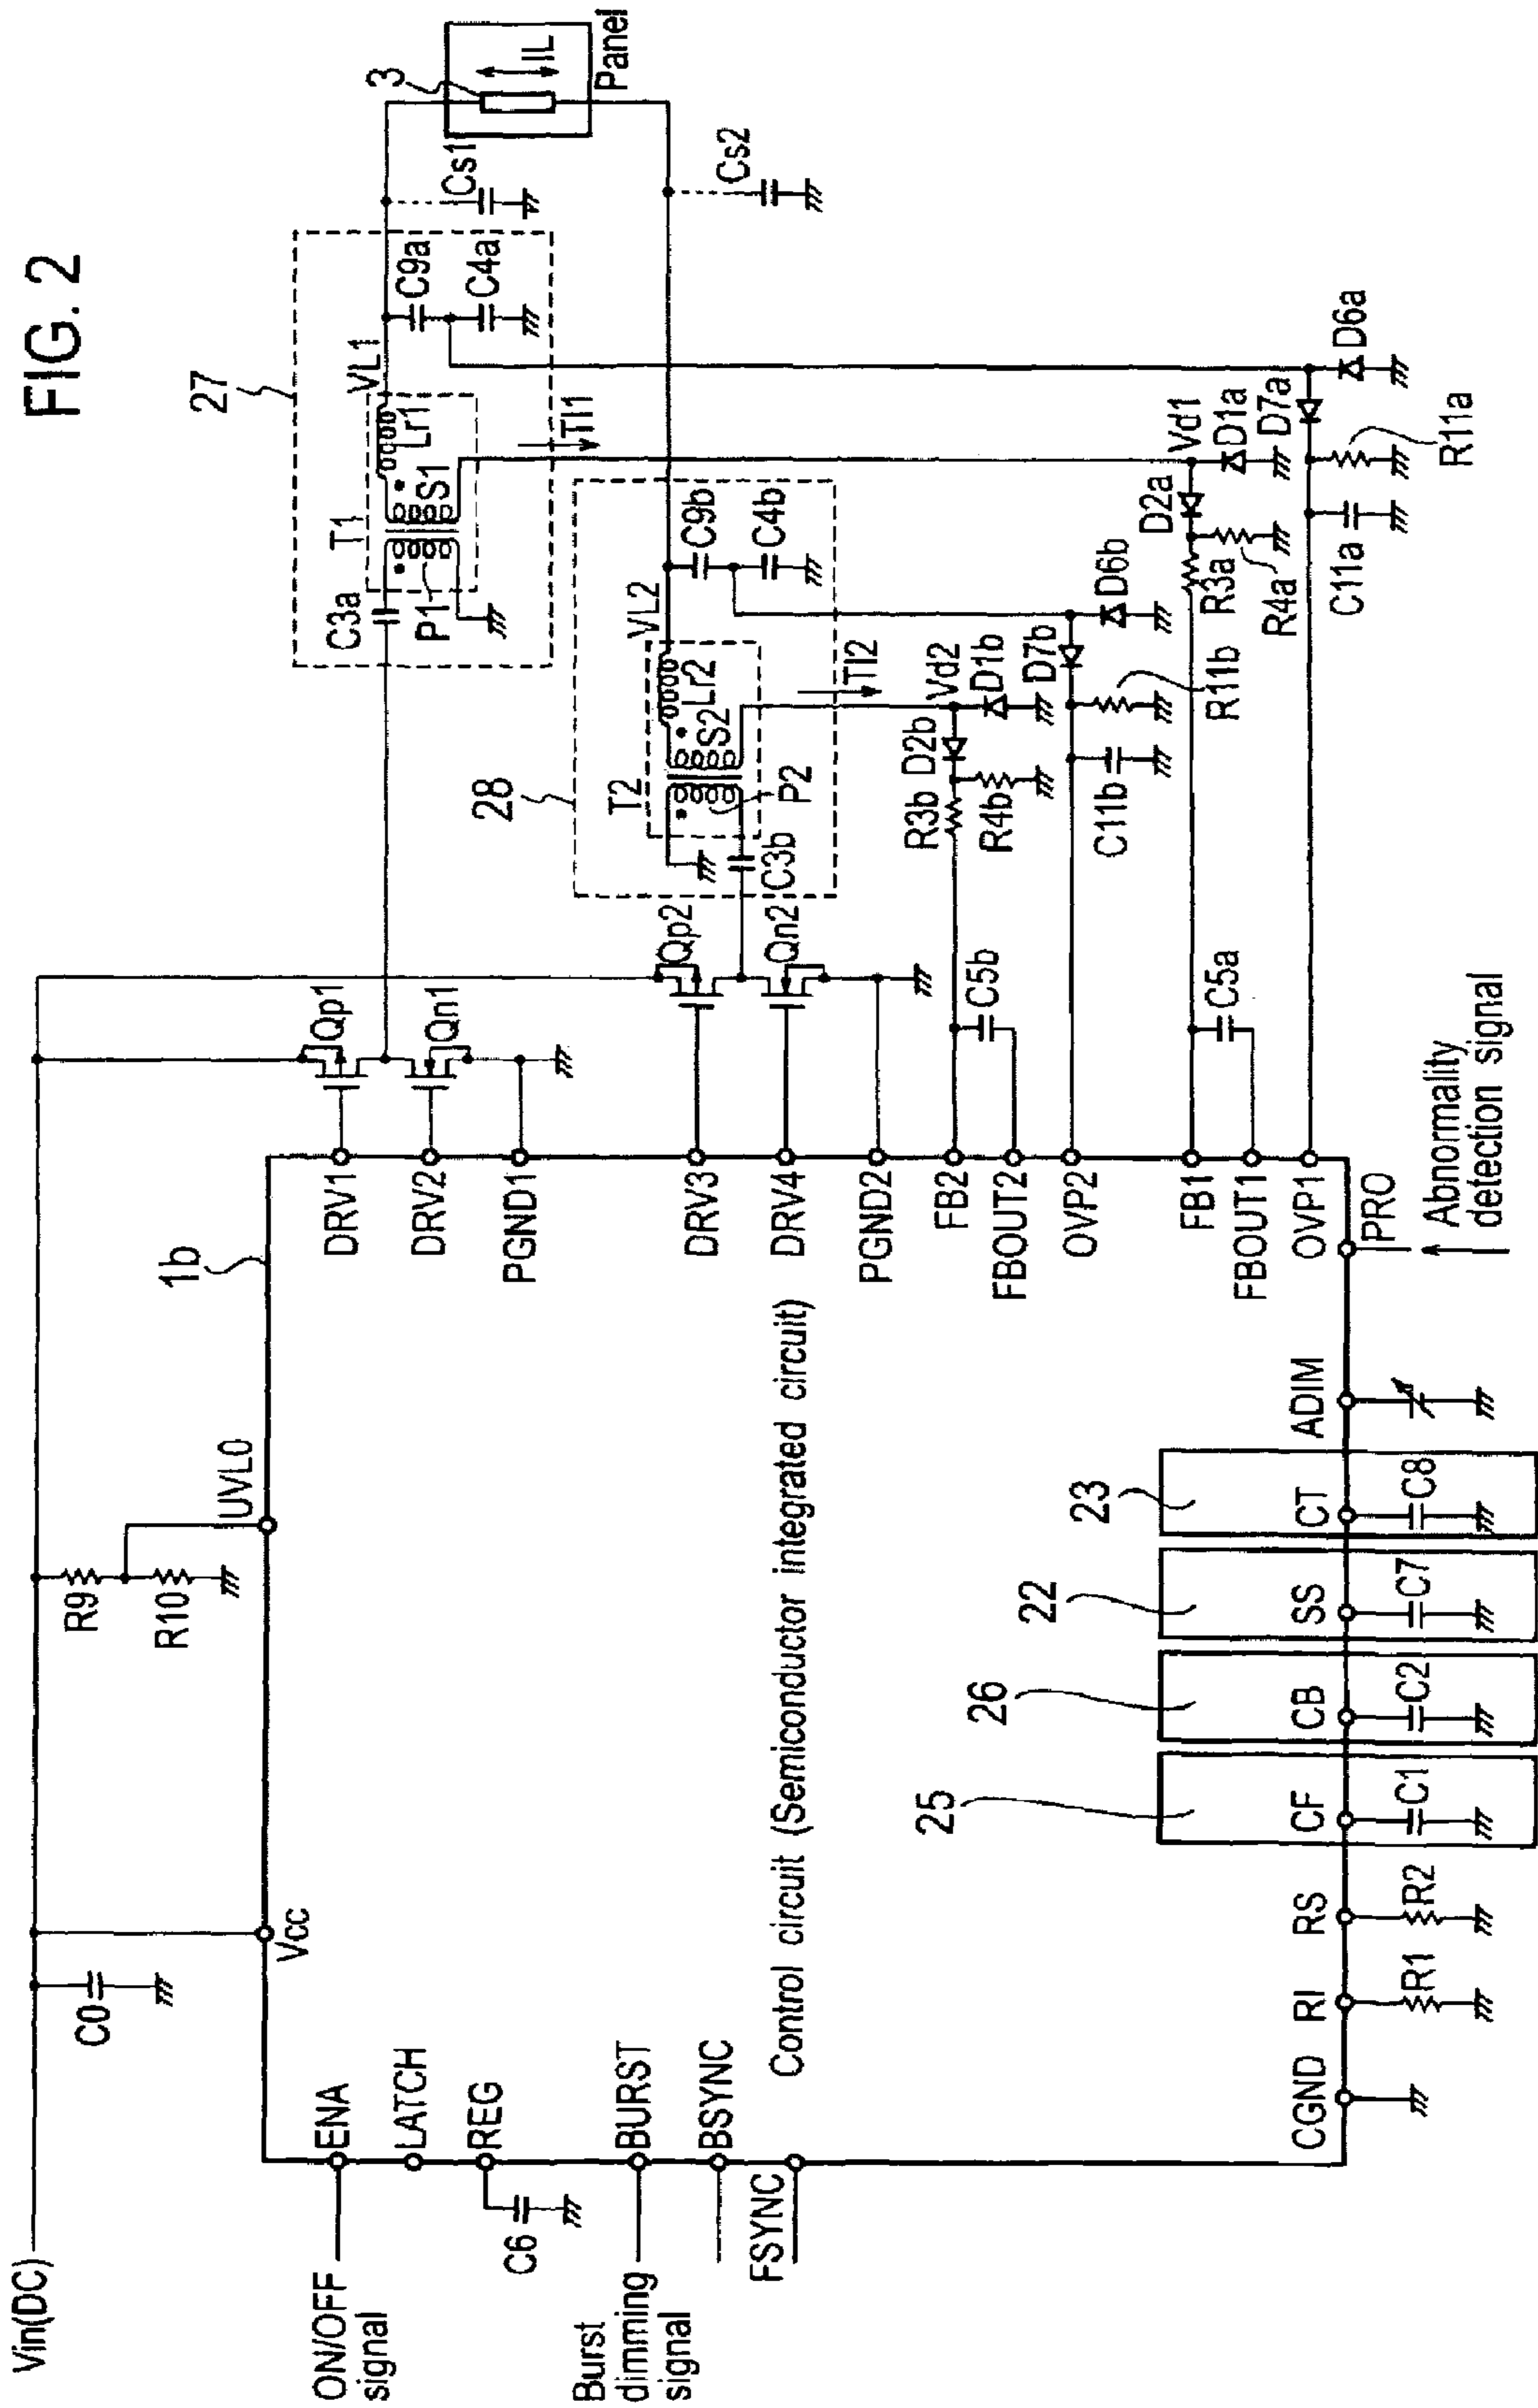 FIG. 2
Vin(DC)
C0
R9
R10
Vcc
UVL0
1b
ON/OFF
signal
ENA
LATCH
REG
C6
Burst
dimming
signal
BURST
BSYNC
FSYNC
Control circuit (Semiconductor integrated circuit)
DRV1
DRV2
PGND1
DRV3
DRV4
PGND2
FB2
FBOUT2
OVP2
FB1
FBOUT1
OVP1
PRO
Abnormality
detection signal
CGND
RI
R1
RS
R2
25
CF
C1
26
CB
C2
22
SS
C7
23
CT
C8
ADIM
Qp1
Qn1
Qp2
Qn2
27
C3a
T1
P1
S1
Lr1
VL1
C9a
C4a
TI1
Cs1
3
IL
Panel
Cs2
28
C3b
T2
P2
S2
Lr2
VL2
C9b
C4b
TI2
C5b
R3b
D2b
Vd2
R4b
D1b
D7b
D6b
C11b
R11b
C5a
R3a
D2a
Vd1
R4a
D1a
D7a
D6a
C11a
R11a